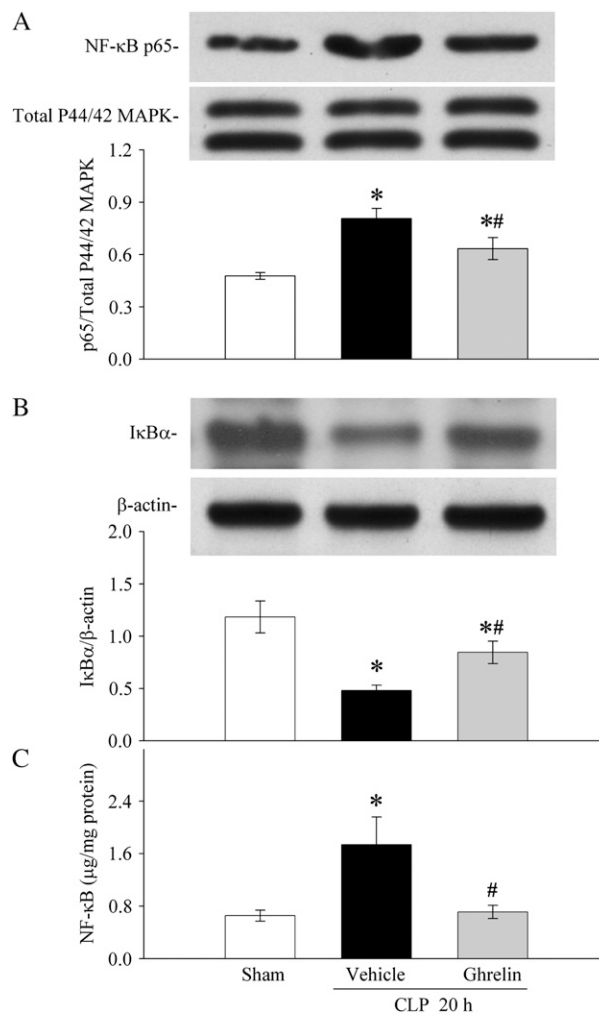 A
NF-κB p65-
Total P44/42 MAPK-
p65/Total P44/42 MAPK
1.2
0.9
0.6
0.3
0.0
*
*#
B
IκBα-
β-actin-
IκBα/β-actin
2.0
1.5
1.0
0.5
0.0
*
*#
C
NF-κB (μg/mg protein)
2.4
1.6
0.8
0.0
*
#
Sham Vehicle Ghrelin
CLP 20 h